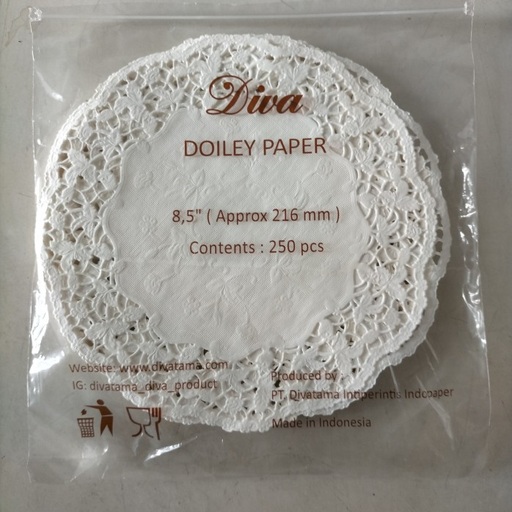 Diva
DOILEY PAPER
8,5" ( Approx 216 mm )
Contents : 250 pcs
Website: www.divatama.com
IG: divatama_diva_product
Produced by :
PT. Divatama Intiperintis Indopaper
Made in Indonesia